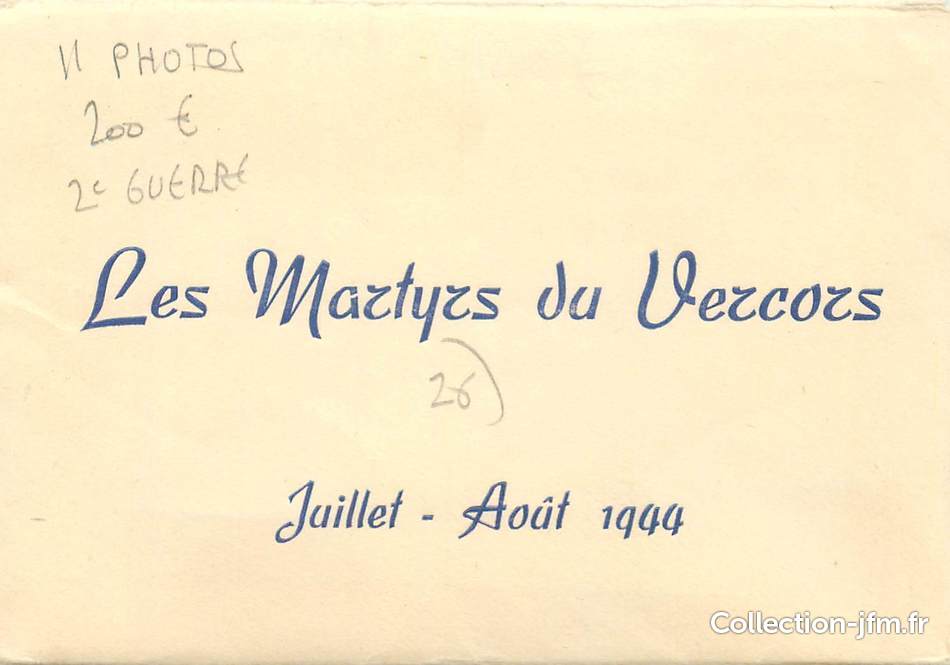 11 PHOTOS
200 €
2e GUERRE
Les Martyrs du Vercors
26)
Juillet - Août 1944
Collection-jfm.fr